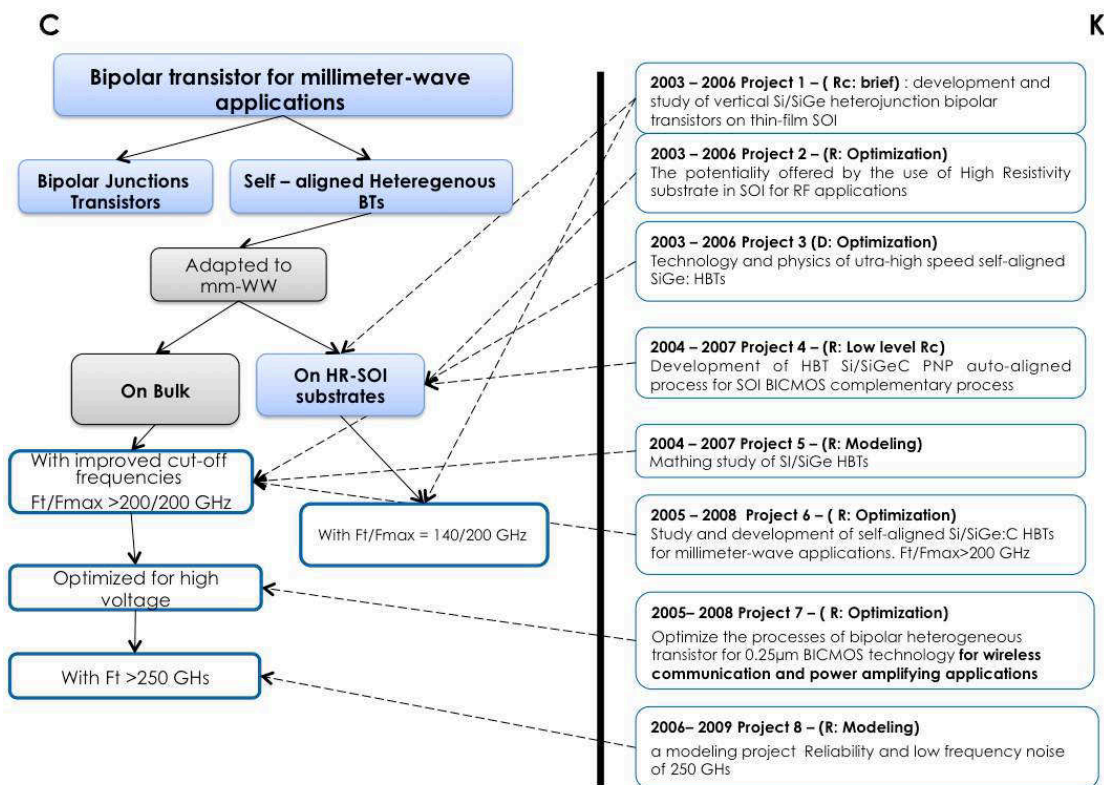 C
K
Bipolar transistor for millimeter-wave
applications
Bipolar Junctions
Transistors
Self – aligned Heteregenous
BTs
Adapted to
mm-WW
On Bulk
On HR-SOI
substrates
With improved cut-off
frequencies
Ft/Fmax >200/200 GHz
With Ft/Fmax = 140/200 GHz
Optimized for high
voltage
With Ft >250 GHs
2003 – 2006 Project 1 – ( Rc: brief) : development and
study of vertical Si/SiGe heterojunction bipolar
transistors on thin-film SOI
2003 – 2006 Project 2 – (R: Optimization)
The potentiality offered by the use of High Resistivity
substrate in SOI for RF applications
2003 – 2006 Project 3 (D: Optimization)
Technology and physics of utra-high speed self-aligned
SiGe: HBTs
2004 – 2007 Project 4 – (R: Low level Rc)
Development of HBT Si/SiGeC PNP auto-aligned
process for SOI BICMOS complementary process
2004 – 2007 Project 5 – (R: Modeling)
Mathing study of SI/SiGe HBTs
2005 – 2008 Project 6 – ( R: Optimization)
Study and development of self-aligned Si/SiGe:C HBTs
for millimeter-wave applications. Ft/Fmax>200 GHz
2005– 2008 Project 7 – ( R: Optimization)
Optimize the processes of bipolar heterogeneous
transistor for 0.25µm BICMOS technology for wireless
communication and power amplifying applications
2006– 2009 Project 8 – (R: Modeling)
a modeling project Reliability and low frequency noise
of 250 GHs